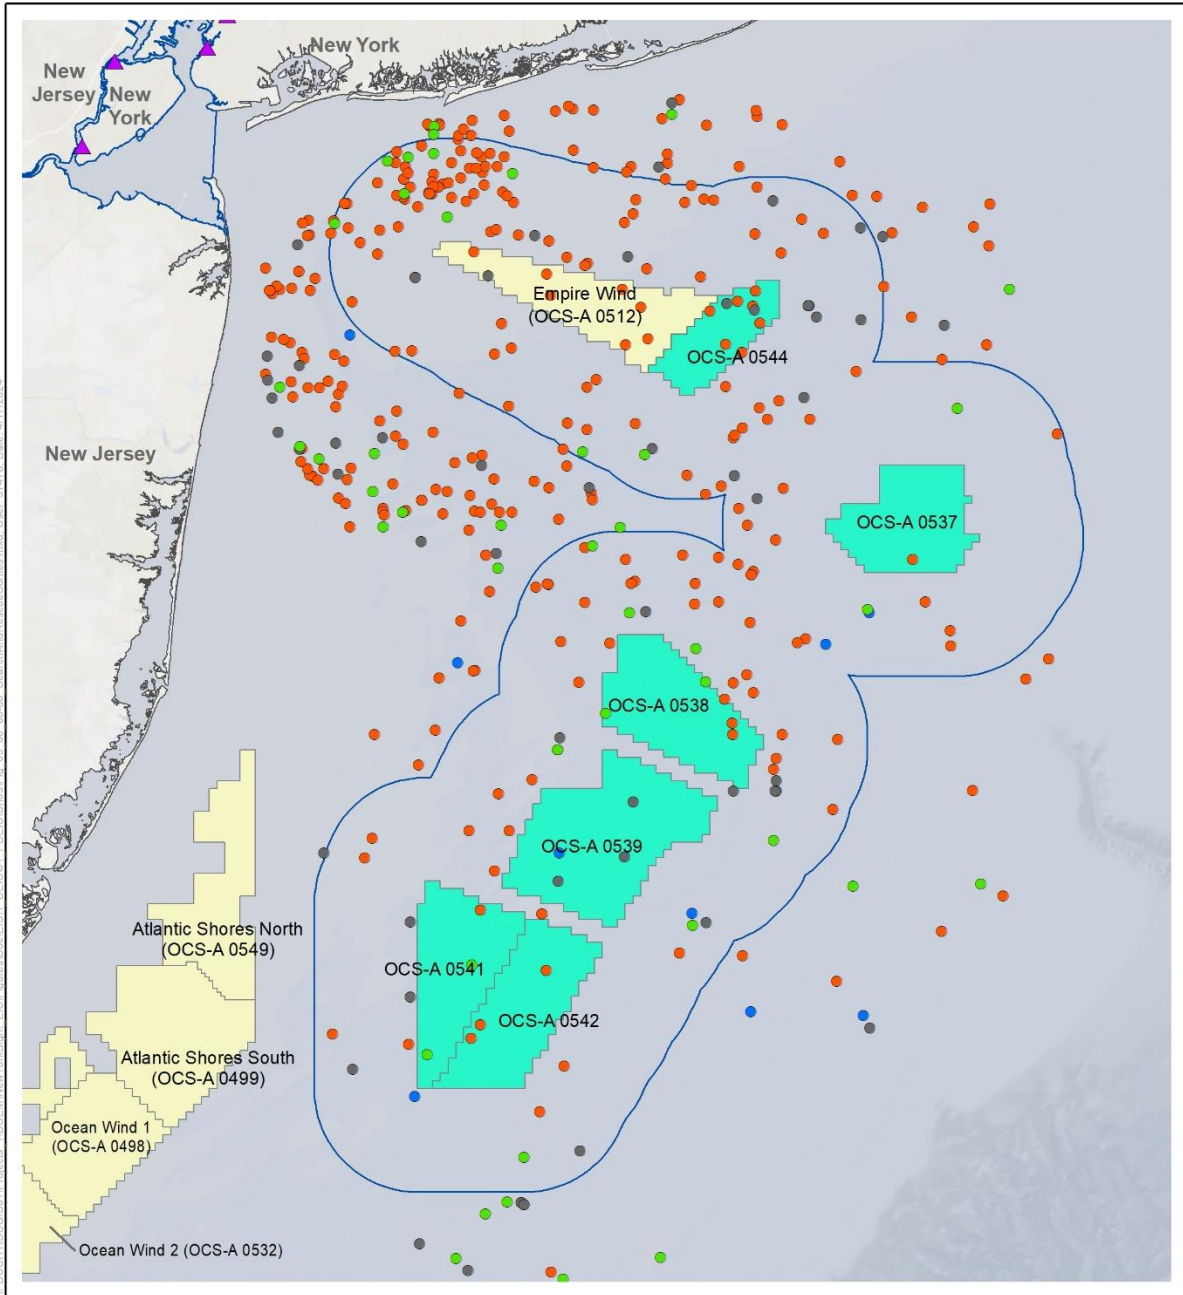 New York
New
Jersey
New
York
Empire Wind
(OCS-A 0512)
OCS-A 0544
New Jersey
OCS-A 0537
OCS-A 0538
OCS-A 0539
Atlantic Shores North
(OCS-A 0549)
OCS-A 0541
OCS-A 0542
Atlantic Shores South
(OCS-A 0499)
Ocean Wind 1
(OCS-A 0498)
Ocean Wind 2 (OCS-A 0532)